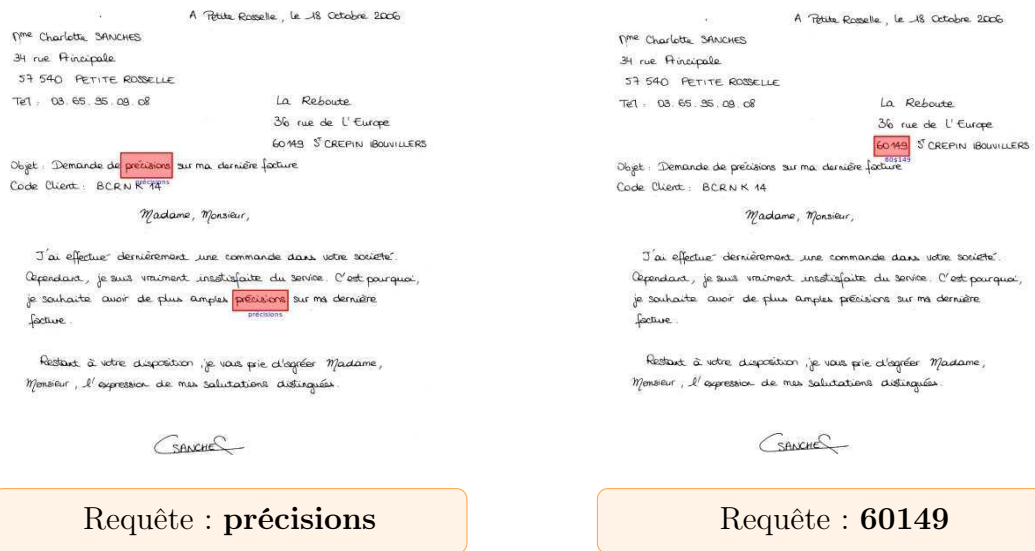 A Petite Rosselle, le 18 Octobre 2006
Mme Charlotte SANCHES
34 rue Principale
57 540 PETITE ROSSELLE
Tel : 03.65.95.09.08
La Reboute
36 rue de L'Europe
60149 St CREPIN IBOUVILLERS
Objet : Demande de précisions sur ma dernière facture
précisions
Code Client : BCRNK 14
Madame, Monsieur,
J'ai effectué dernièrement une commande dans votre société.
Cependant, je suis vraiment insatisfaite du service. C'est pourquoi,
je souhaite avoir de plus amples précisions sur ma dernière
précisions
facture.
Restant à votre disposition, je vous prie d'agréer Madame,
Monsieur, l'expression de mes salutations distinguées.
SANCHES
Requête : précisions
A Petite Rosselle, le 18 Octobre 2006
Mme Charlotte SANCHES
34 rue Principale
57 540 PETITE ROSSELLE
Tel : 03.65.95.09.08
La Reboute
36 rue de L'Europe
60149 St CREPIN IBOUVILLERS
60s149
Objet : Demande de précisions sur ma dernière facture
Code Client : BCRNK 14
Madame, Monsieur,
J'ai effectué dernièrement une commande dans votre société.
Cependant, je suis vraiment insatisfaite du service. C'est pourquoi,
je souhaite avoir de plus amples précisions sur ma dernière
facture.
Restant à votre disposition, je vous prie d'agréer Madame,
Monsieur, l'expression de mes salutations distinguées.
SANCHES
Requête : 60149